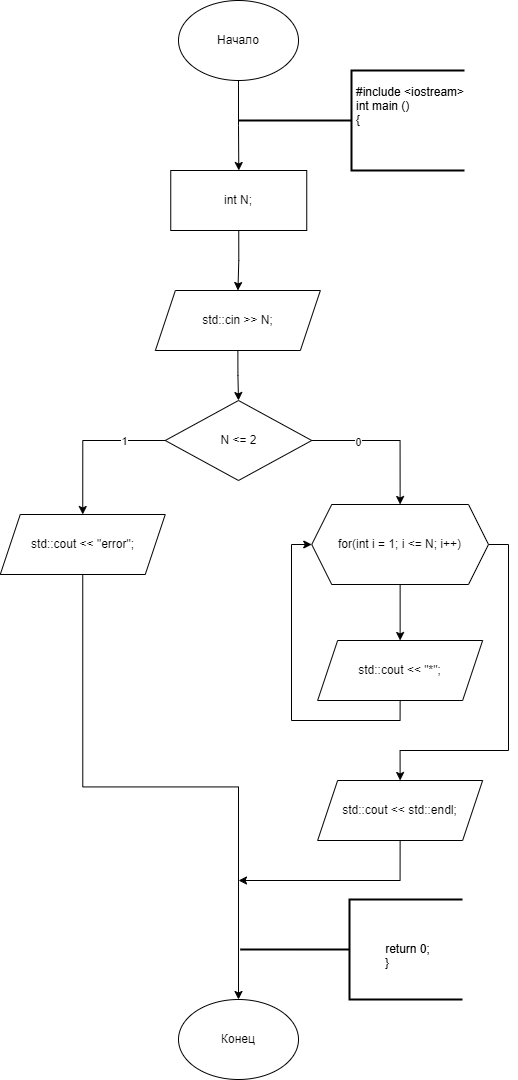 Начало
#include <iostream>
int main ()
{
int N;
std::cin >> N;
N <= 2
1
0
std::cout << "error";
for(int i = 1; i <= N; i++)
std::cout << "*";
std::cout << std::endl;
return 0;
}
Конец